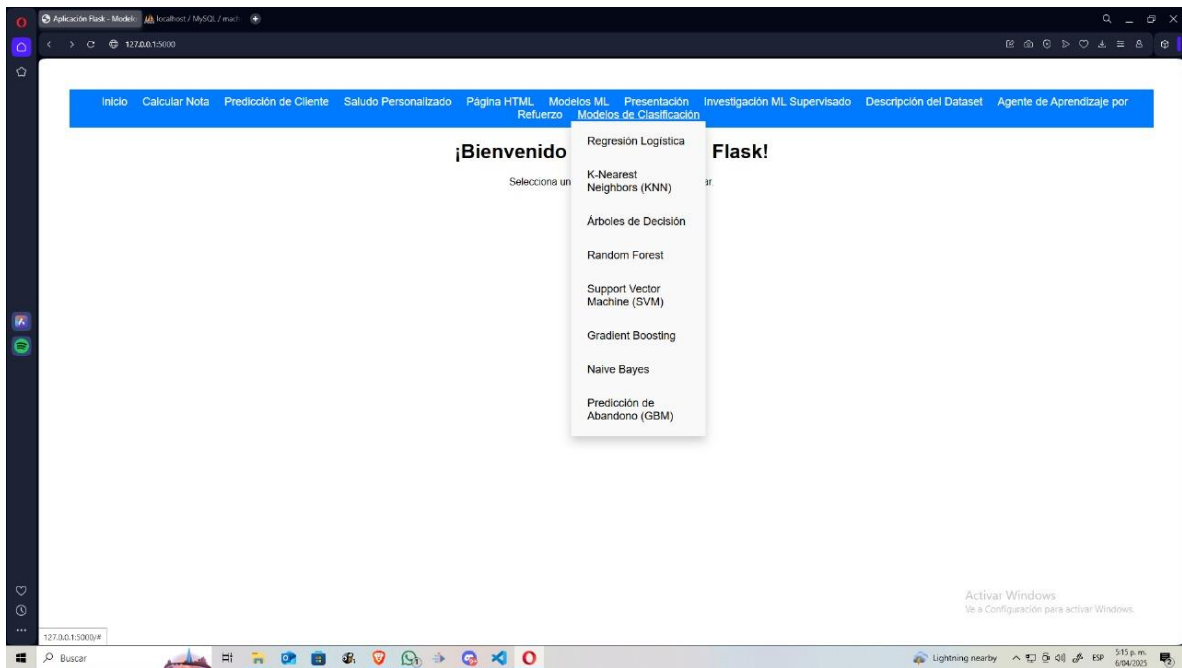 Aplicación Flask - Modelo
localhost / MySQL / mach
127.0.0.1:5000
Inicio Calcular Nota Predicción de Cliente Saludo Personalizado Página HTML Modelos ML Presentación Investigación ML Supervisado Descripción del Dataset Agente de Aprendizaje por
Refuerzo Modelos de Clasificación
¡Bienvenido Flask!
Selecciona un ar
Regresión Logística
K-Nearest
Neighbors (KNN)
Árboles de Decisión
Random Forest
Support Vector
Machine (SVM)
Gradient Boosting
Naive Bayes
Predicción de
Abandono (GBM)
Activar Windows
Ve a Configuración para activar Windows.
127.0.0.1:5000/#
Buscar
Lightning nearby
ESP
5:15 p. m.
6/04/2025